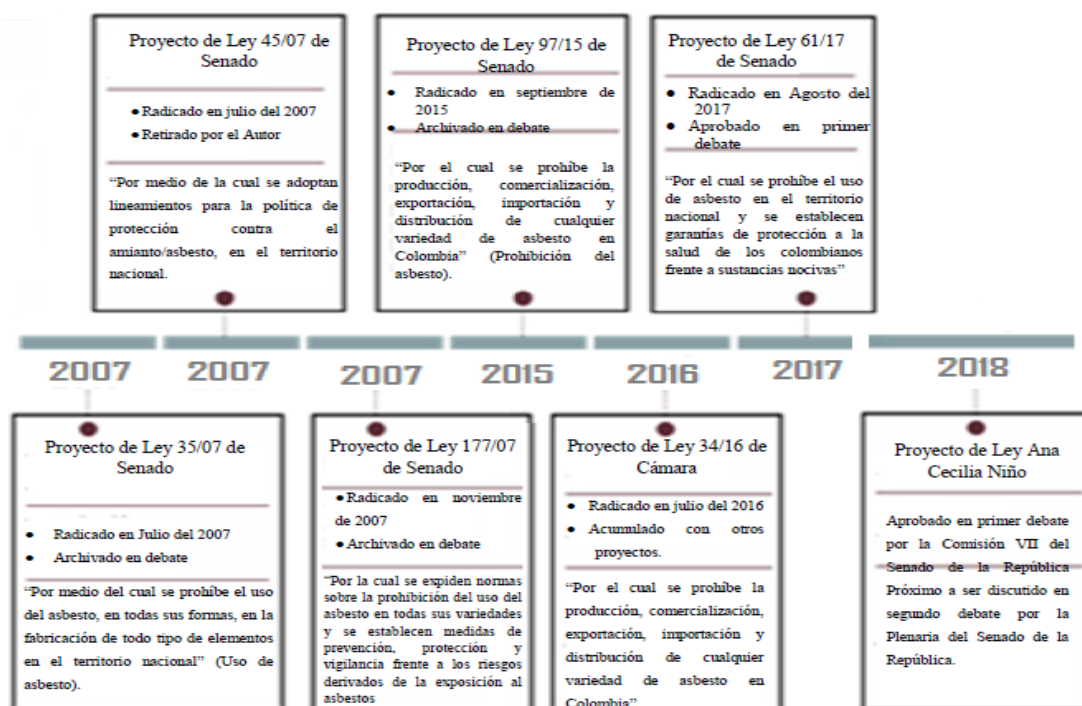 Proyecto de Ley 45/07 de
Senado
• Radicado en julio del 2007
• Retirado por el Autor
“Por medio de la cual se adoptan
lineamientos para la política de
protección contra el
amianto/asbesto, en el territorio
nacional.
Proyecto de Ley 97/15 de
Senado
• Radicado en septiembre de
2015
• Archivado en debate
“Por el cual se prohíbe la
producción, comercialización,
exportación, importación y
distribución de cualquier
variedad de asbesto en
Colombia” (Prohibición del
asbesto).
Proyecto de Ley 61/17
de Senado
• Radicado en Agosto del
2017
• Aprobado en primer
debate
“Por el cual se prohíbe el uso
de asbesto en el territorio
nacional y se establecen
garantías de protección a la
salud de los colombianos
frente a sustancias nocivas”
2007
2007
2007
2015
2016
2017
2018
Proyecto de Ley 35/07 de
Senado
• Radicado en Julio del 2007
• Archivado en debate
“Por medio del cual se prohíbe el uso
del asbesto, en todas sus formas, en la
fabricación de todo tipo de elementos
en el territorio nacional” (Uso de
asbesto).
Proyecto de Ley 177/07
de Senado
• Radicado en noviembre
de 2007
• Archivado en debate
“Por la cual se expiden normas
sobre la prohibición del uso del
asbesto en todas sus variedades
y se establecen medidas de
prevención, protección y
vigilancia frente a los riesgos
derivados de la exposición al
asbestos
Proyecto de Ley 34/16 de
Cámara
• Radicado en julio del 2016
• Acumulado con otros
proyectos.
“Por el cual se prohíbe la
producción, comercialización,
exportación, importación y
distribución de cualquier
variedad de asbesto en
Colombia”
Proyecto de Ley Ana
Cecilia Niño
Aprobado en primer debate
por la Comisión VII del
Senado de la República
Próximo a ser discutido en
segundo debate por la
Plenaria del Senado de la
República.